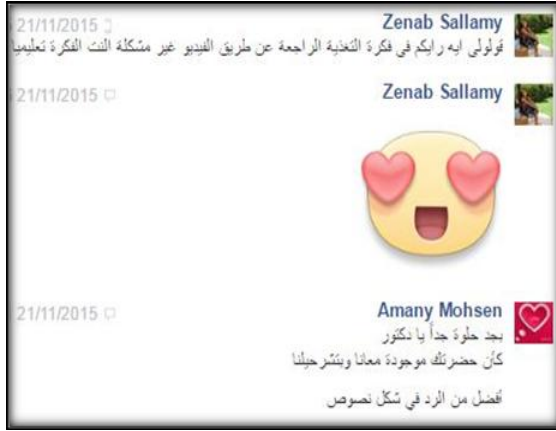 Zenab Sallamy
21/11/2015
قولولى ايه رايكم فى فكرة التغذية الراجعة عن طريق الفيديو غير مشكلة النت الفكرة تعليميا
Zenab Sallamy
21/11/2015
Amany Mohsen
21/11/2015
بجد حلوة جداً يا دكتور
كأن حضرتك موجودة معانا وبتشرحيلنا
أفضل من الرد في شكل نصوص